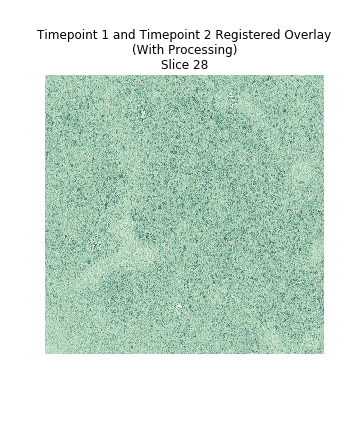 Timepoint 1 and Timepoint 2 Registered Overlay
(With Processing)
Slice 28